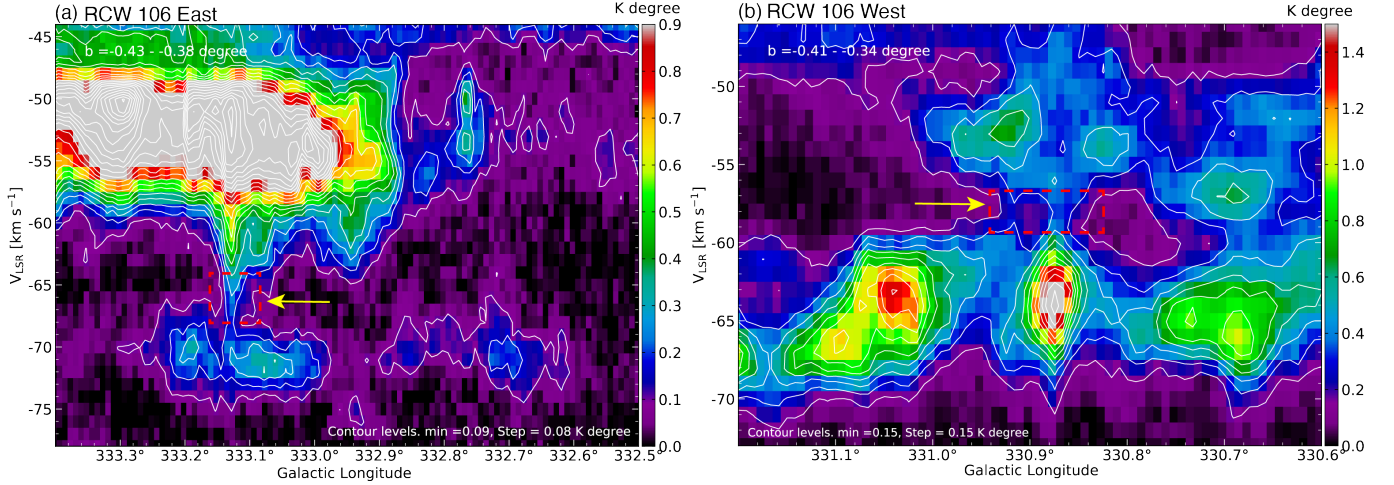 (a) RCW 106 East
K degree
b =-0.43 - -0.38 degree
-45
-50
-55
-60
-65
-70
-75
V_LSR [km s⁻¹]
Contour levels. min =0.09, Step = 0.08 K degree
333.3 333.2 333.1 333.0 332.9 332.8 332.7 332.6 332.5°
Galactic Longitude
0.9
0.8
0.7
0.6
0.5
0.4
0.3
0.2
0.1
0.0
(b) RCW 106 West
K degree
b =-0.41 - -0.34 degree
-50
-55
-60
-65
-70
V_LSR [km s⁻¹]
Contour levels. min =0.15, Step = 0.15 K degree
331.1° 331.0° 330.9° 330.8° 330.7° 330.6°
Galactic Longitude
1.4
1.2
1.0
0.8
0.6
0.4
0.2
0.0